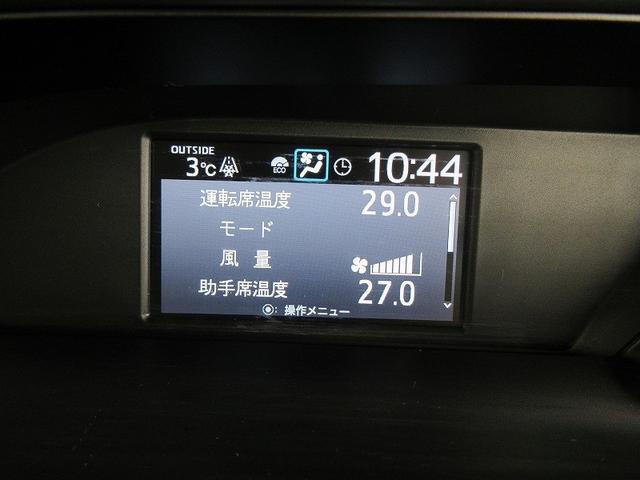 OUTSIDE
3℃ ECO 10:44
運転席温度 29.0
モード
風量
助手席温度 27.0
◉: 操作メニュー